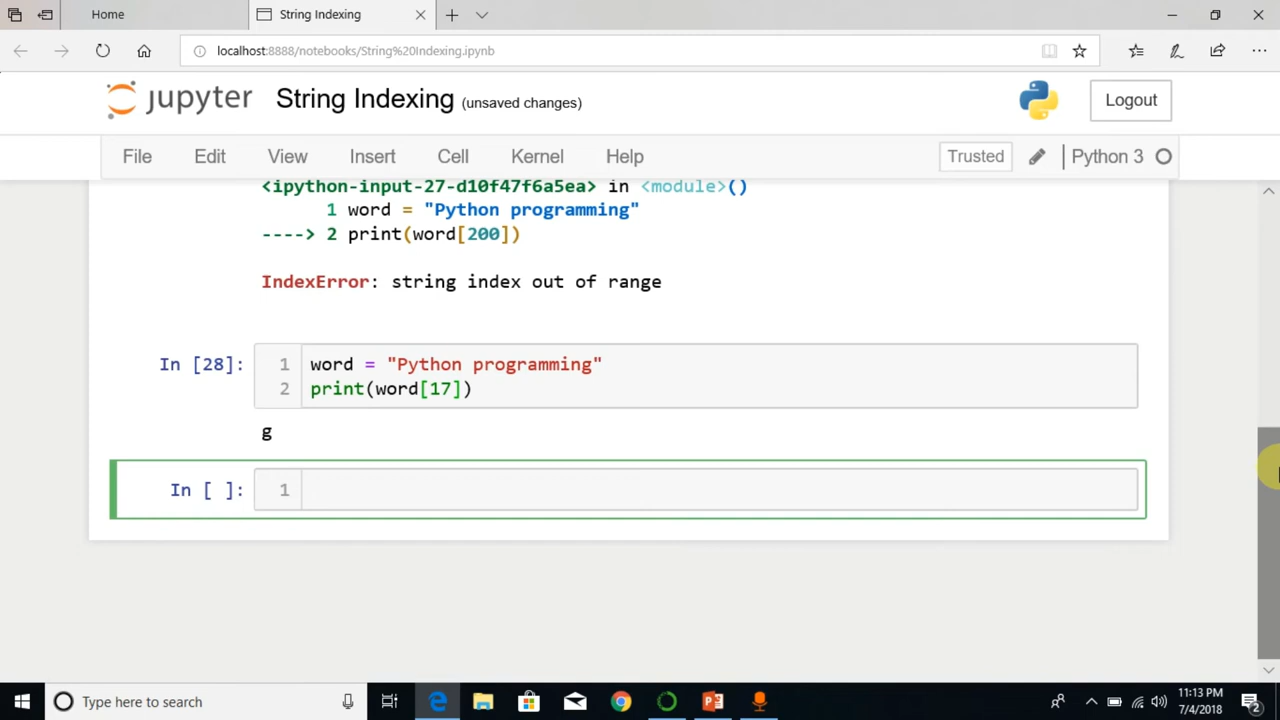 Home
String Indexing
localhost:8888/notebooks/String%20Indexing.ipynb
jupyter String Indexing (unsaved changes)
Logout
File Edit View Insert Cell Kernel Help
Trusted Python 3
<ipython-input-27-d10f47f6a5ea> in <module>()
1 word = "Python programming"
----> 2 print(word[200])
IndexError: string index out of range
In [28]:
1 word = "Python programming"
2 print(word[17])
g
In [ ]:
1
Type here to search
11:13 PM
7/4/2018
2